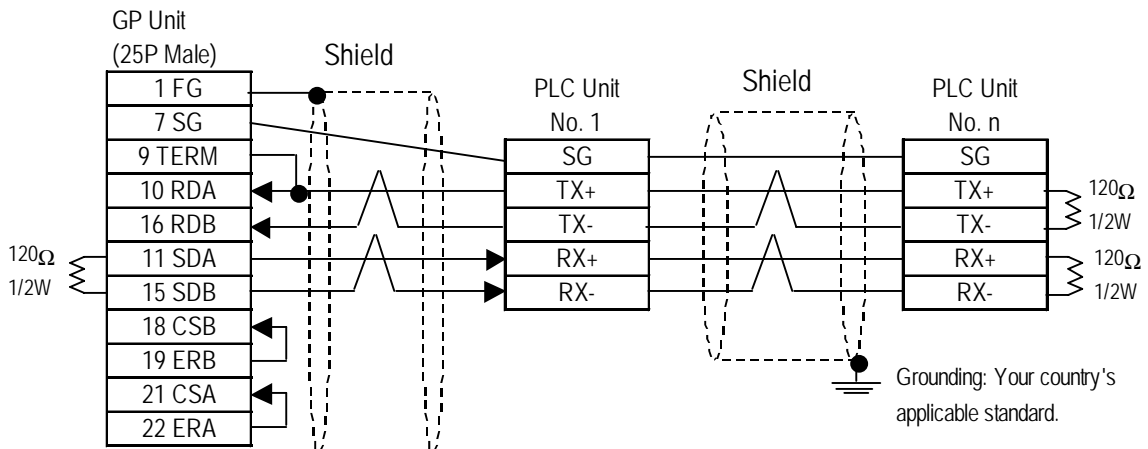 GP Unit
(25P Male)
Shield
1 FG
7 SG
9 TERM
10 RDA
16 RDB
11 SDA
15 SDB
18 CSB
19 ERB
21 CSA
22 ERA
120Ω
1/2W
PLC Unit
No. 1
SG
TX+
TX-
RX+
RX-
Shield
PLC Unit
No. n
SG
TX+
TX-
RX+
RX-
120Ω
1/2W
120Ω
1/2W
Grounding: Your country's
applicable standard.